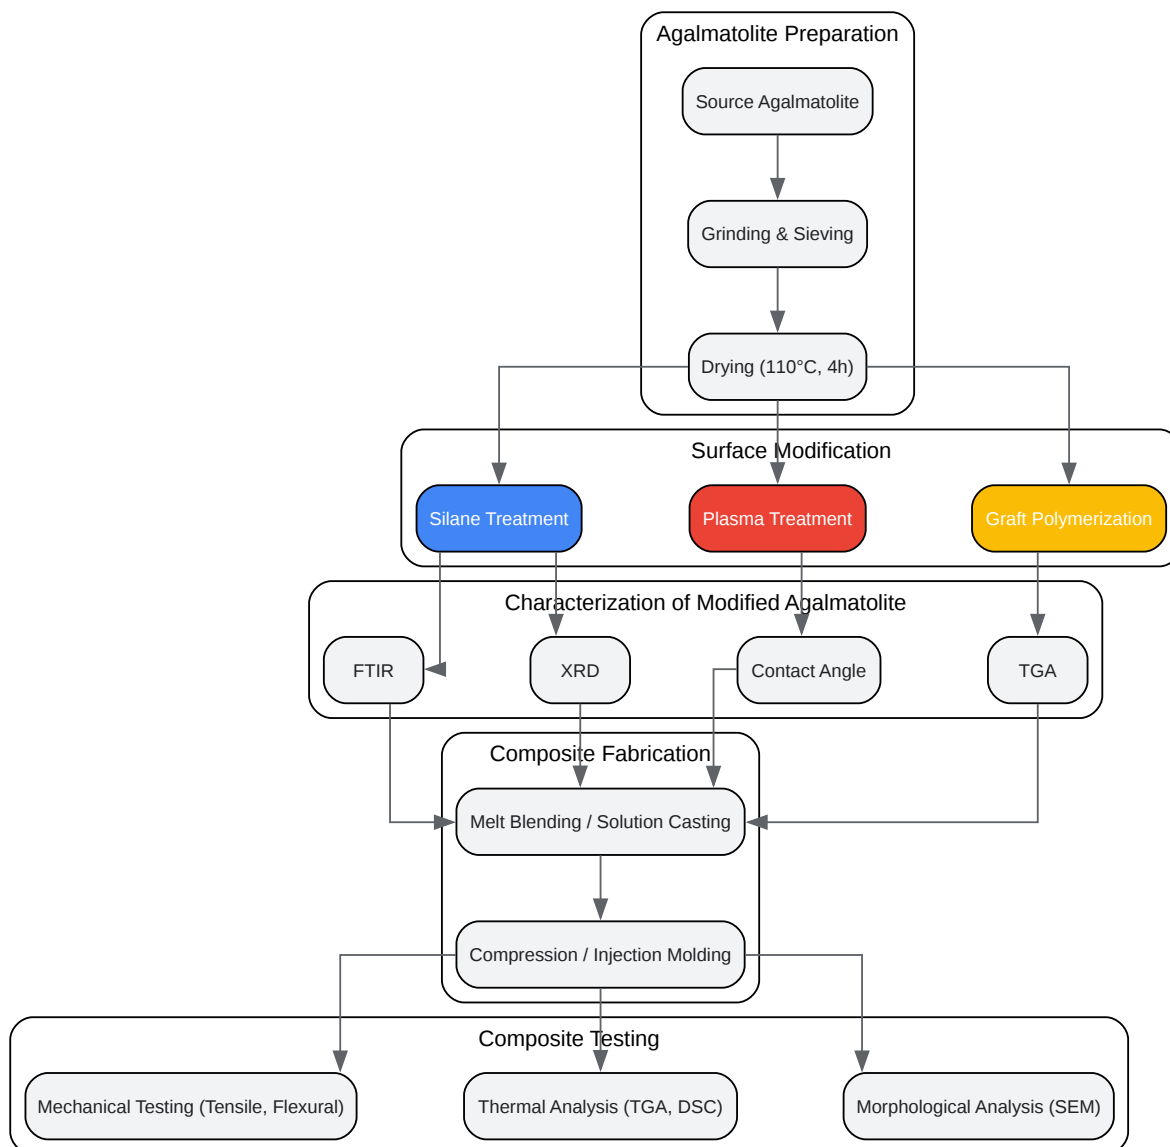 Agalmatolite Preparation
Source Agalmatolite
Grinding & Sieving
Drying (110°C, 4h)
Surface Modification
Silane Treatment
Plasma Treatment
Graft Polymerization
Characterization of Modified Agalmatolite
FTIR
XRD
Contact Angle
TGA
Composite Fabrication
Melt Blending / Solution Casting
Compression / Injection Molding
Composite Testing
Mechanical Testing (Tensile, Flexural)
Thermal Analysis (TGA, DSC)
Morphological Analysis (SEM)